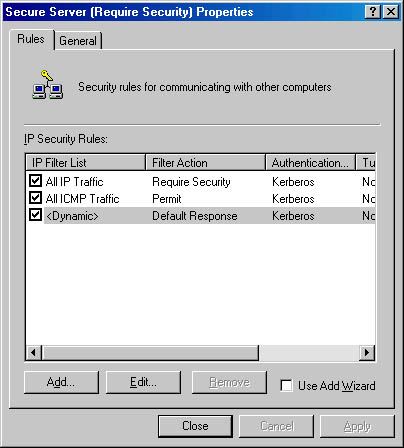 Secure Server (Require Security) Properties
Rules General
Security rules for communicating with other computers
IP Security Rules:
IP Filter List Filter Action Authentication... Tu
All IP Traffic Require Security Kerberos No
All ICMP Traffic Permit Kerberos No
<Dynamic> Default Response Kerberos No
Add... Edit... Remove Use Add Wizard
Close Cancel Apply